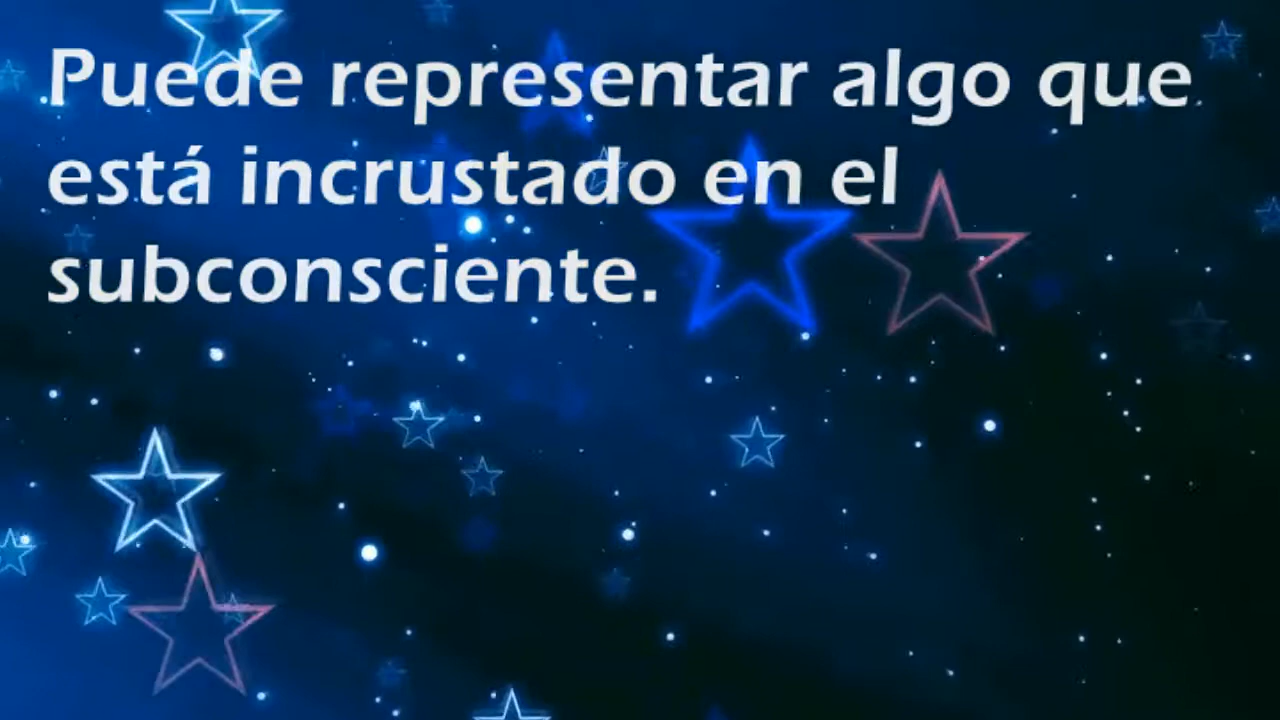 Puede representar algo que
está incrustado en el
subconsciente.